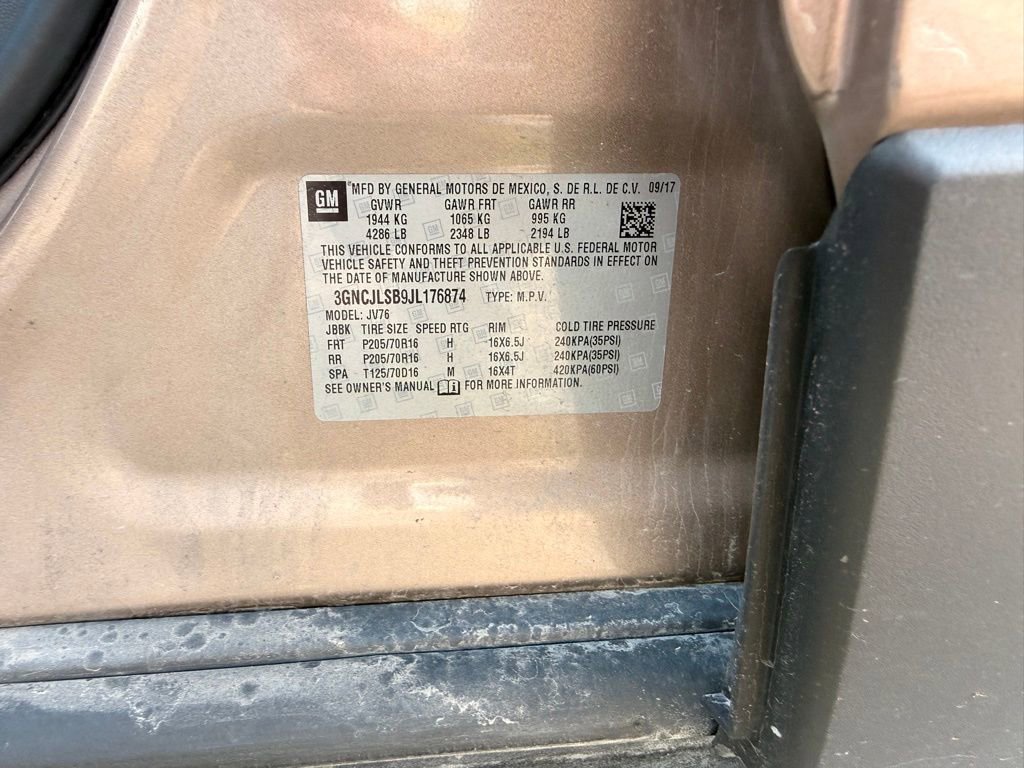 GM
MFD BY GENERAL MOTORS DE MEXICO, S. DE R.L. DE C.V. 09/17
GVWR GAWR FRT GAWR RR
1944 KG 1065 KG 995 KG
4286 LB 2348 LB 2194 LB
THIS VEHICLE CONFORMS TO ALL APPLICABLE U.S. FEDERAL MOTOR
VEHICLE SAFETY AND THEFT PREVENTION STANDARDS IN EFFECT ON
THE DATE OF MANUFACTURE SHOWN ABOVE.
3GNCJLSB9JL176874 TYPE: M.P.V.
MODEL: JV76
JBBK TIRE SIZE SPEED RTG RIM COLD TIRE PRESSURE
FRT P205/70R16 H 16X6.5J 240KPA(35PSI)
RR P205/70R16 H 16X6.5J 240KPA(35PSI)
SPA T125/70D16 M 16X4T 420KPA(60PSI)
SEE OWNER'S MANUAL FOR MORE INFORMATION.